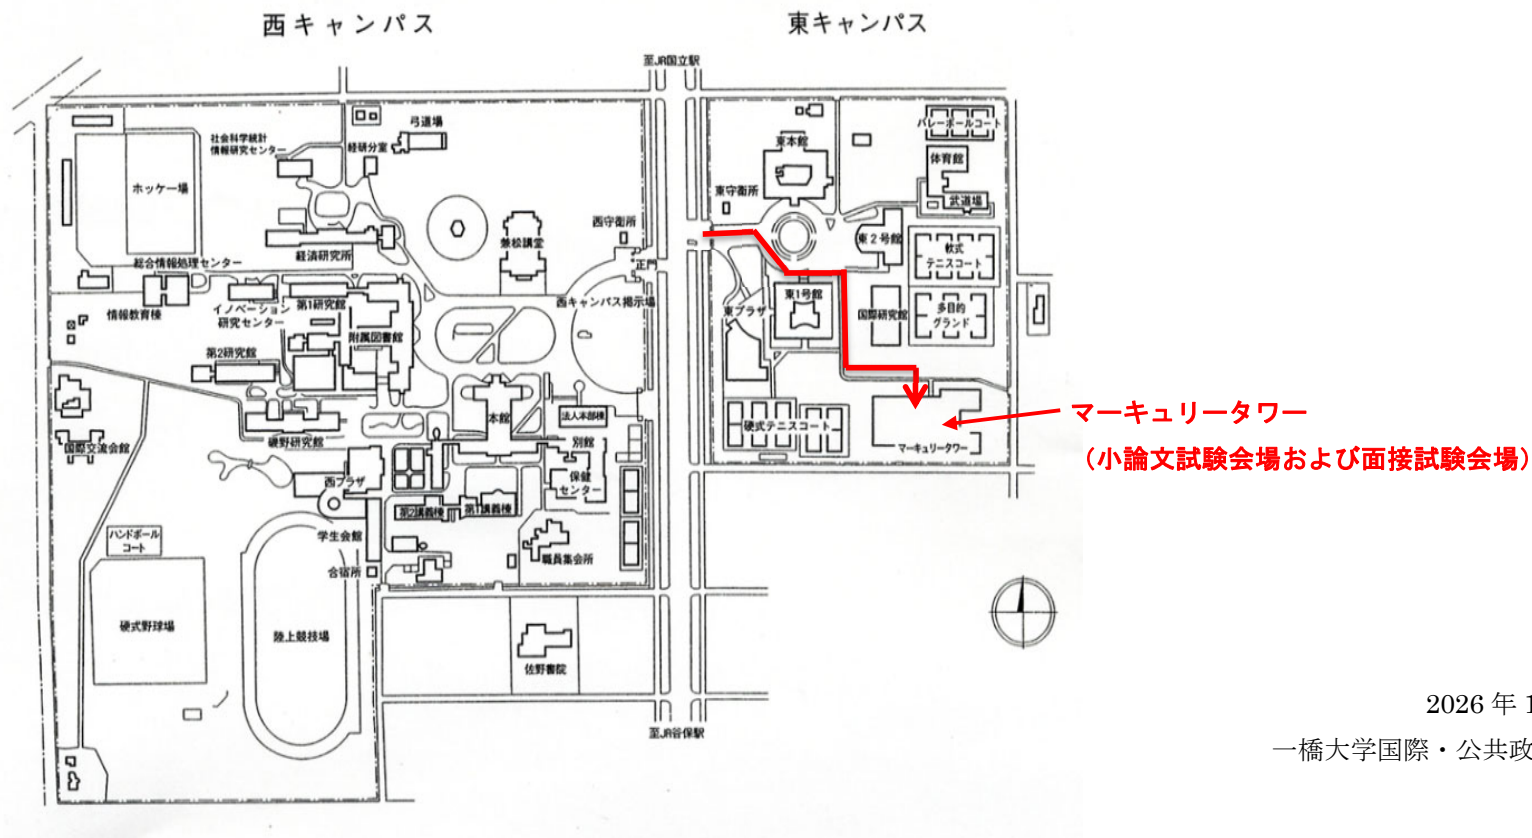 西キャンパス
東キャンパス
至JR国立駅
弓道場
社会科学統計
情報研究センター
経研分室
ホッケー場
経済研究所
総合情報処理センター
情報教育棟
イノベーション
研究センター
第1研究館
附属図書館
第2研究館
磯野研究館
国際交流会館
西プラザ
兼松講堂
西守衛所
正門
西キャンパス掲示場
本館
法人本部棟
別館
保健
センター
第2講義棟
第1講義棟
学生会館
合宿所
職員集会所
ハンドボール
コート
硬式野球場
陸上競技場
佐野書院
至JR谷保駅
バレーボールコート
東本館
体育館
武道場
東守衛所
東2号館
軟式
テニスコート
東1号館
東プラザ
国際研究館
多目的
グランド
硬式テニスコート
マーキュリータワー
マーキュリータワー
（小論文試験会場および面接試験会場）
2026 年 1
一橋大学国際・公共政